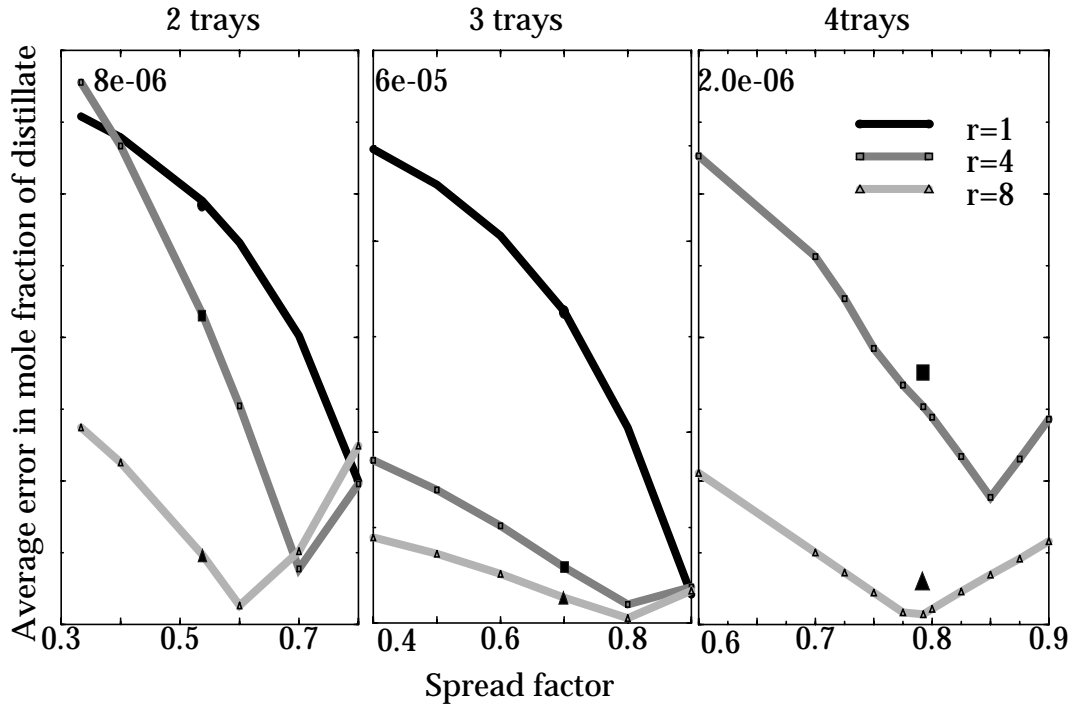 2 trays
3 trays
4trays
Average error in mole fraction of distillate
8e-06
6e-05
2.0e-06
r=1
r=4
r=8
0.3
0.5
0.7
0.4
0.6
0.8
0.7
0.8
0.9
Spread factor